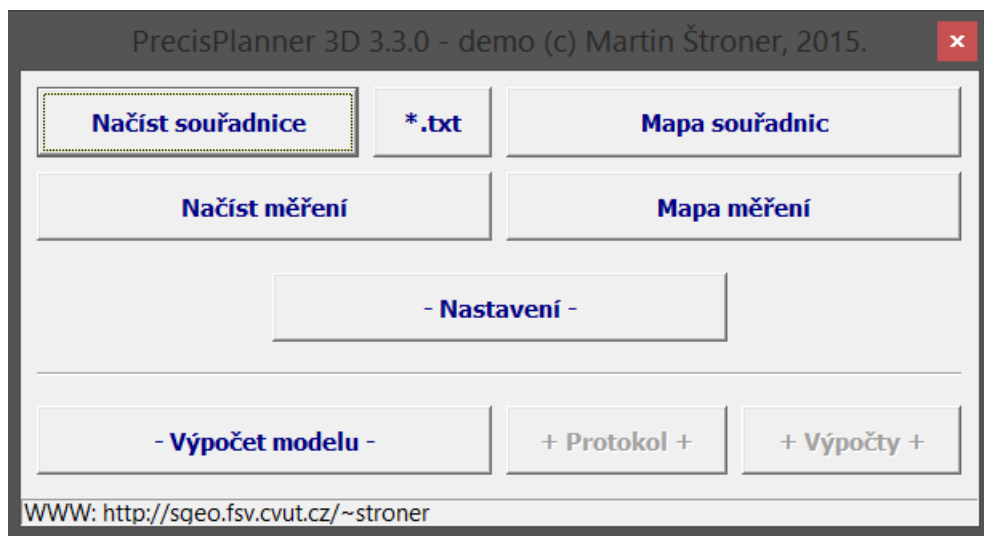 PrecisPlanner 3D 3.3.0 - demo (c) Martin Štroner, 2015.
x
Načíst souřadnice *.txt Mapa souřadnic
Načíst měření Mapa měření
- Nastavení -
- Výpočet modelu - + Protokol + + Výpočty +
WWW: http://sgeo.fsv.cvut.cz/~stroner